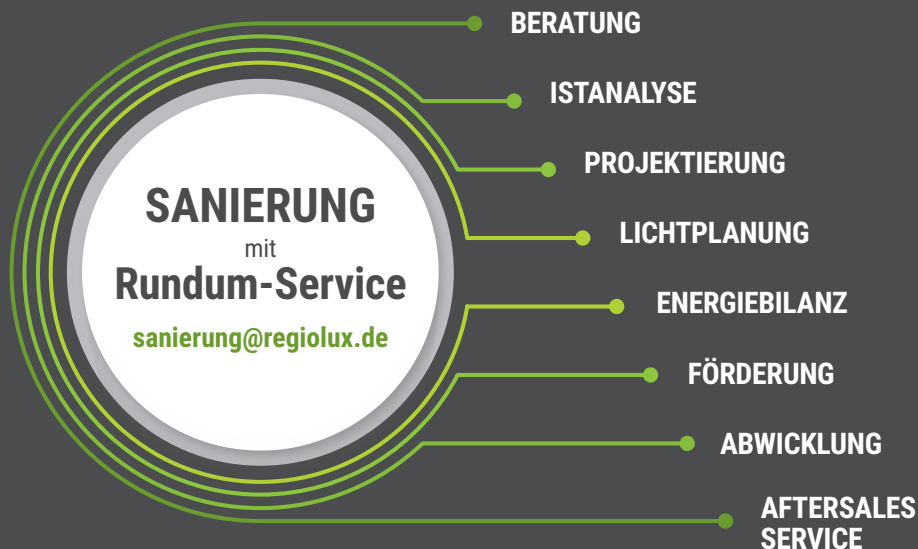 BERATUNG
ISTANALYSE
PROJEKTIERUNG
LICHTPLANUNG
ENERGIEBILANZ
FÖRDERUNG
ABWICKLUNG
AFTERSALES
SERVICE
SANIERUNG
mit
Rundum-Service
sanierung@regiolux.de